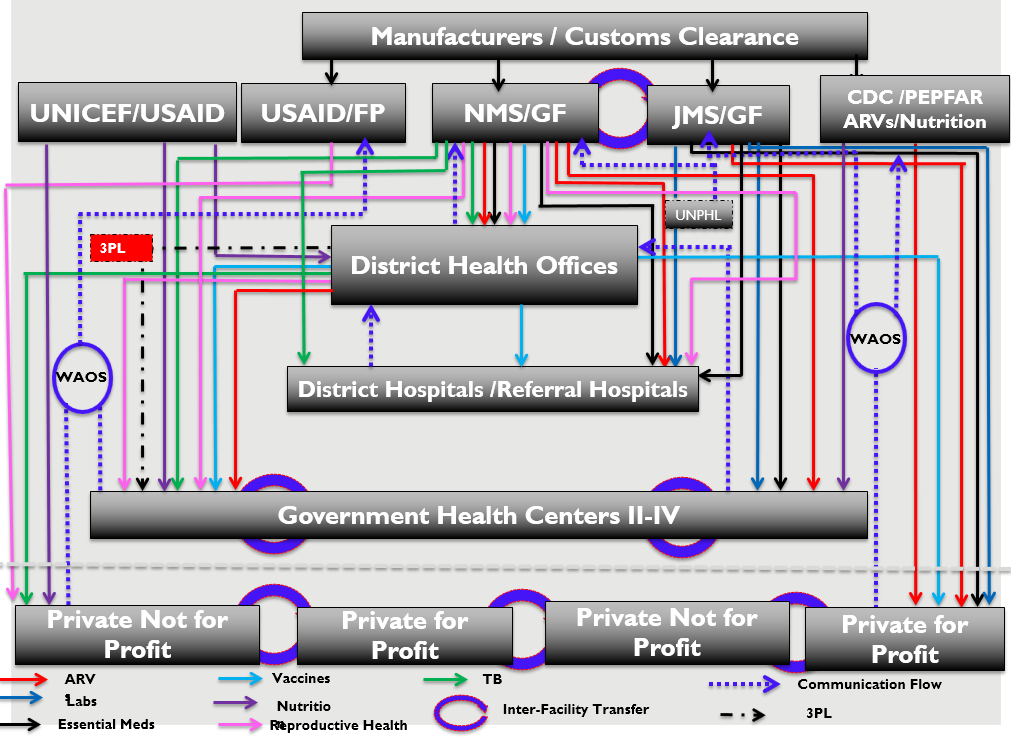 Manufacturers / Customs Clearance
UNICEF/USAID
USAID/FP
NMS/GF
JMS/GF
CDC /PEPFAR
ARVs/Nutrition
UNPHL
3PL
District Health Offices
WAOS
WAOS
District Hospitals /Referral Hospitals
Government Health Centers II-IV
Private Not for
Profit
Private for
Profit
Private Not for
Profit
Private for
Profit
ARV
s
Labs
Essential Meds
Vaccines
Nutritio
n
Reproductive Health
TB
Inter-Facility Transfer
Communication Flow
3PL